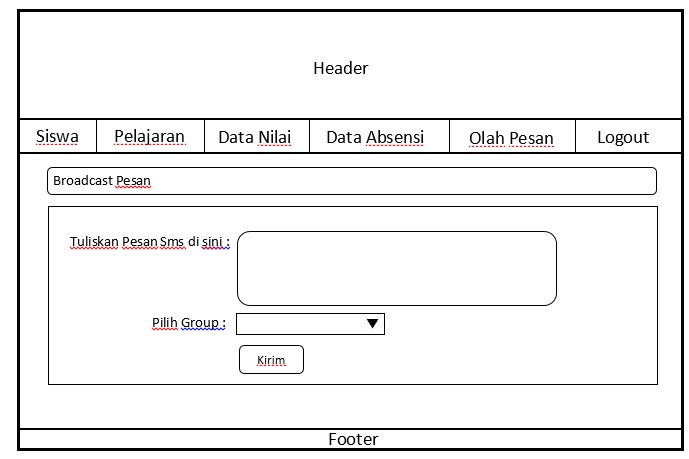 Header
Siswa Pelajaran Data Nilai Data Absensi Olah Pesan Logout
Broadcast Pesan
Tuliskan Pesan Sms di sini :
Pilih Group :
Kirim
Footer